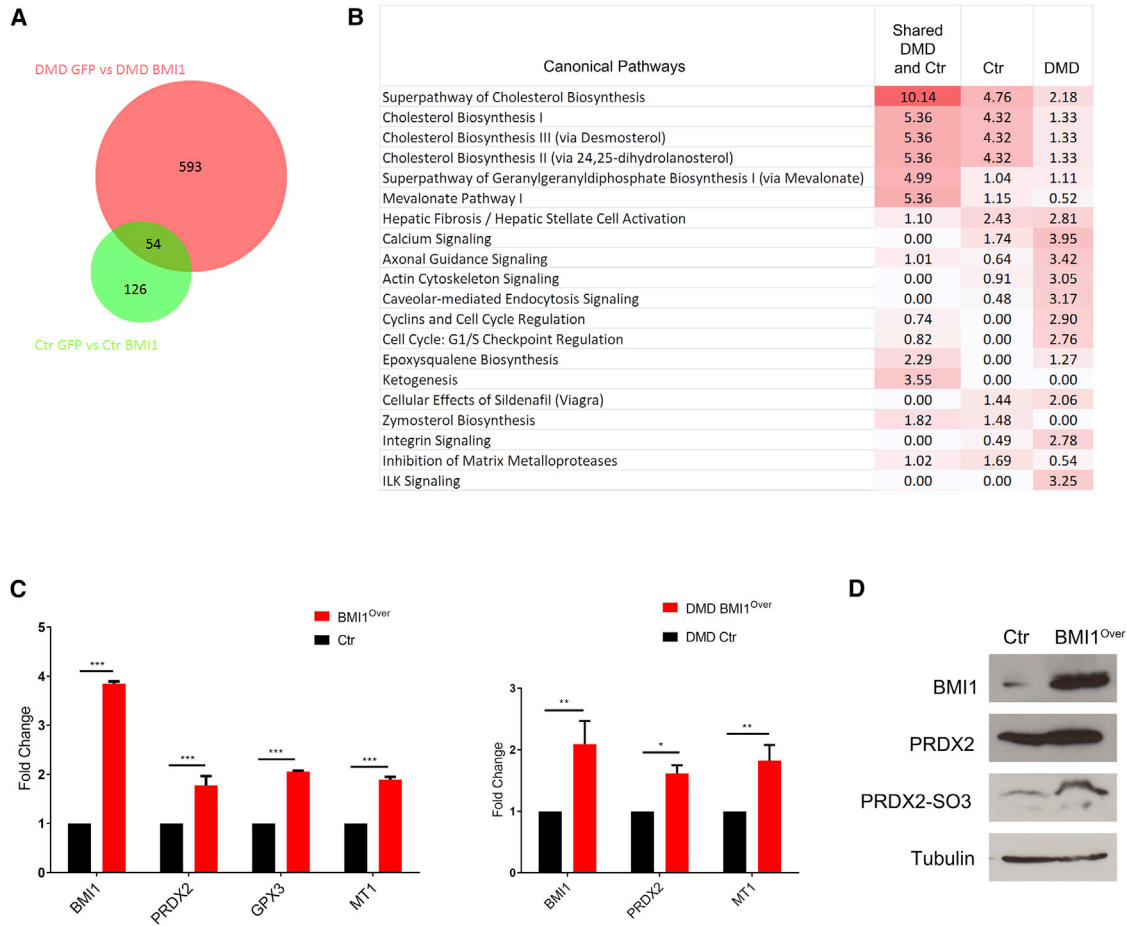 A
DMD GFP vs DMD BMI1
593
54
126
Ctr GFP vs Ctr BMI1
B
Canonical Pathways Shared DMD and Ctr Ctr DMD
Superpathway of Cholesterol Biosynthesis 10.14 4.76 2.18
Cholesterol Biosynthesis I 5.36 4.32 1.33
Cholesterol Biosynthesis III (via Desmosterol) 5.36 4.32 1.33
Cholesterol Biosynthesis II (via 24,25-dihydrolanosterol) 5.36 4.32 1.33
Superpathway of Geranylgeranyldiphosphate Biosynthesis I (via Mevalonate) 4.99 1.04 1.11
Mevalonate Pathway I 5.36 1.15 0.52
Hepatic Fibrosis / Hepatic Stellate Cell Activation 1.10 2.43 2.81
Calcium Signaling 0.00 1.74 3.95
Axonal Guidance Signaling 1.01 0.64 3.42
Actin Cytoskeleton Signaling 0.00 0.91 3.05
Caveolar-mediated Endocytosis Signaling 0.00 0.48 3.17
Cyclins and Cell Cycle Regulation 0.74 0.00 2.90
Cell Cycle: G1/S Checkpoint Regulation 0.82 0.00 2.76
Epoxysqualene Biosynthesis 2.29 0.00 1.27
Ketogenesis 3.55 0.00 0.00
Cellular Effects of Sildenafil (Viagra) 0.00 1.44 2.06
Zymosterol Biosynthesis 1.82 1.48 0.00
Integrin Signaling 0.00 0.49 2.78
Inhibition of Matrix Metalloproteases 1.02 1.69 0.54
ILK Signaling 0.00 0.00 3.25
C
BMI1Over
Ctr
Fold Change
5
4
3
2
1
0
***
***
***
***
BMI1 PRDX2 GPX3 MT1
DMD BMI1Over
DMD Ctr
Fold Change
3
2
1
0
**
*
**
BMI1 PRDX2 MT1
D
Ctr BMI1Over
BMI1
PRDX2
PRDX2-SO3
Tubulin